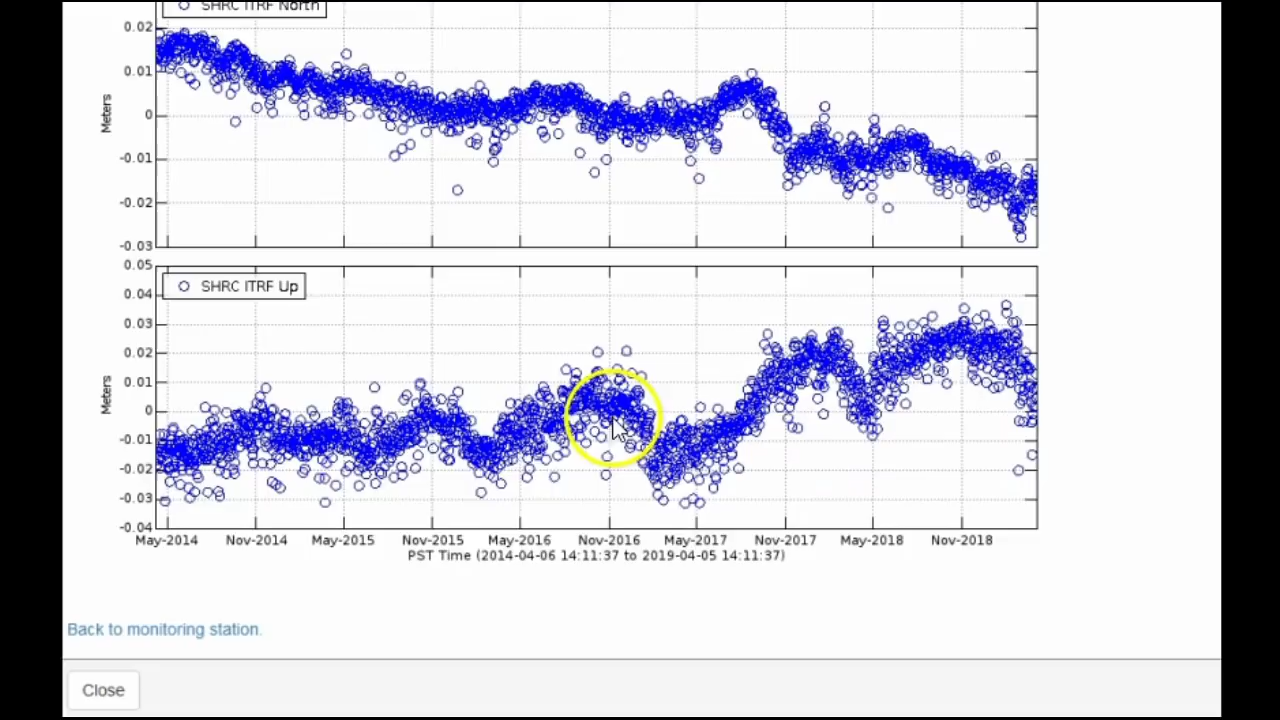 SHRC ITRF North
0.02
0.01
0
-0.01
-0.02
-0.03
Meters
0.05
SHRC ITRF Up
0.04
0.03
0.02
0.01
0
-0.01
-0.02
-0.03
-0.04
Meters
May-2014 Nov-2014 May-2015 Nov-2015 May-2016 Nov-2016 May-2017 Nov-2017 May-2018 Nov-2018
PST Time (2014-04-06 14:11:37 to 2019-04-05 14:11:37)
Back to monitoring station.
Close